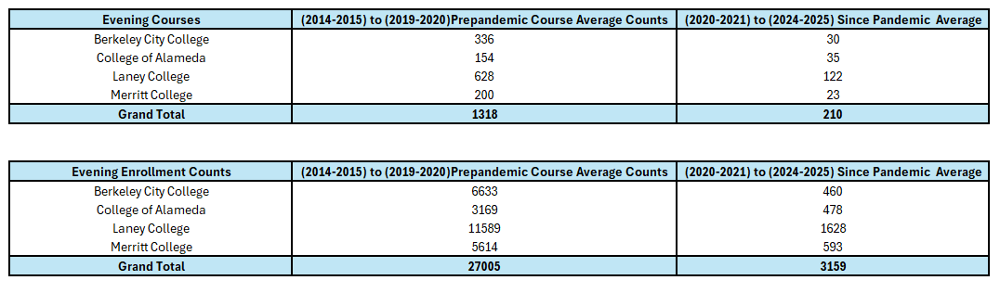 Evening Courses (2014-2015) to (2019-2020)Prepandemic Course Average Counts (2020-2021) to (2024-2025) Since Pandemic Average
Berkeley City College 336 30
College of Alameda 154 35
Laney College 628 122
Merritt College 200 23
Grand Total 1318 210
Evening Enrollment Counts (2014-2015) to (2019-2020)Prepandemic Course Average Counts (2020-2021) to (2024-2025) Since Pandemic Average
Berkeley City College 6633 460
College of Alameda 3169 478
Laney College 11589 1628
Merritt College 5614 593
Grand Total 27005 3159